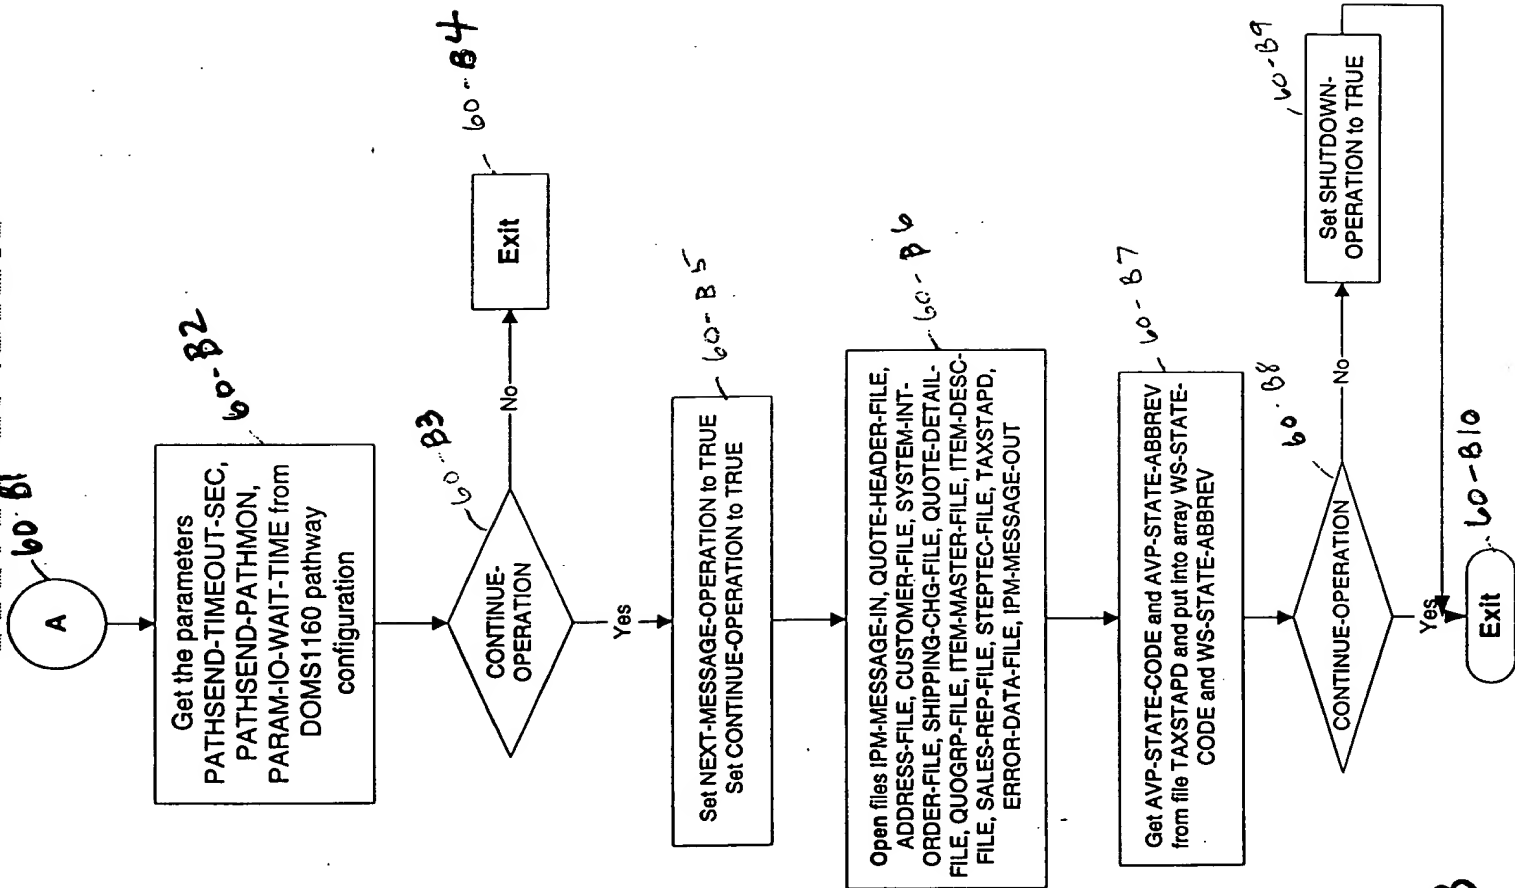 A
60-B1
Get the parameters
PATHSEND-TIMEOUT-SEC,
PATHSEND-PATHMON,
PARAM-IO-WAIT-TIME from
DOMS1160 pathway
configuration
60-B2
CONTINUE-
OPERATION
60-B3
No
Exit
60-B4
Yes
Set NEXT-MESSAGE-OPERATION to TRUE
Set CONTINUE-OPERATION to TRUE
60-B5
Open files IPM-MESSAGE-IN, QUOTE-HEADER-FILE,
ADDRESS-FILE, CUSTOMER-FILE, SYSTEM-INT-
ORDER-FILE, SHIPPING-CHG-FILE, QUOTE-DETAIL-
FILE, QUOGRP-FILE, ITEM-MASTER-FILE, ITEM-DESC-
FILE, SALES-REP-FILE, STEPTEC-FILE, TAXSTAPD,
ERROR-DATA-FILE, IPM-MESSAGE-OUT
60-B6
Get AVP-STATE-CODE and AVP-STATE-ABBREV
from file TAXSTAPD and put into array WS-STATE-
CODE and WS-STATE-ABBREV
60-B7
CONTINUE-OPERATION
60-B8
No
Set SHUTDOWN-
OPERATION to TRUE
60-B9
Yes
Exit
60-B10